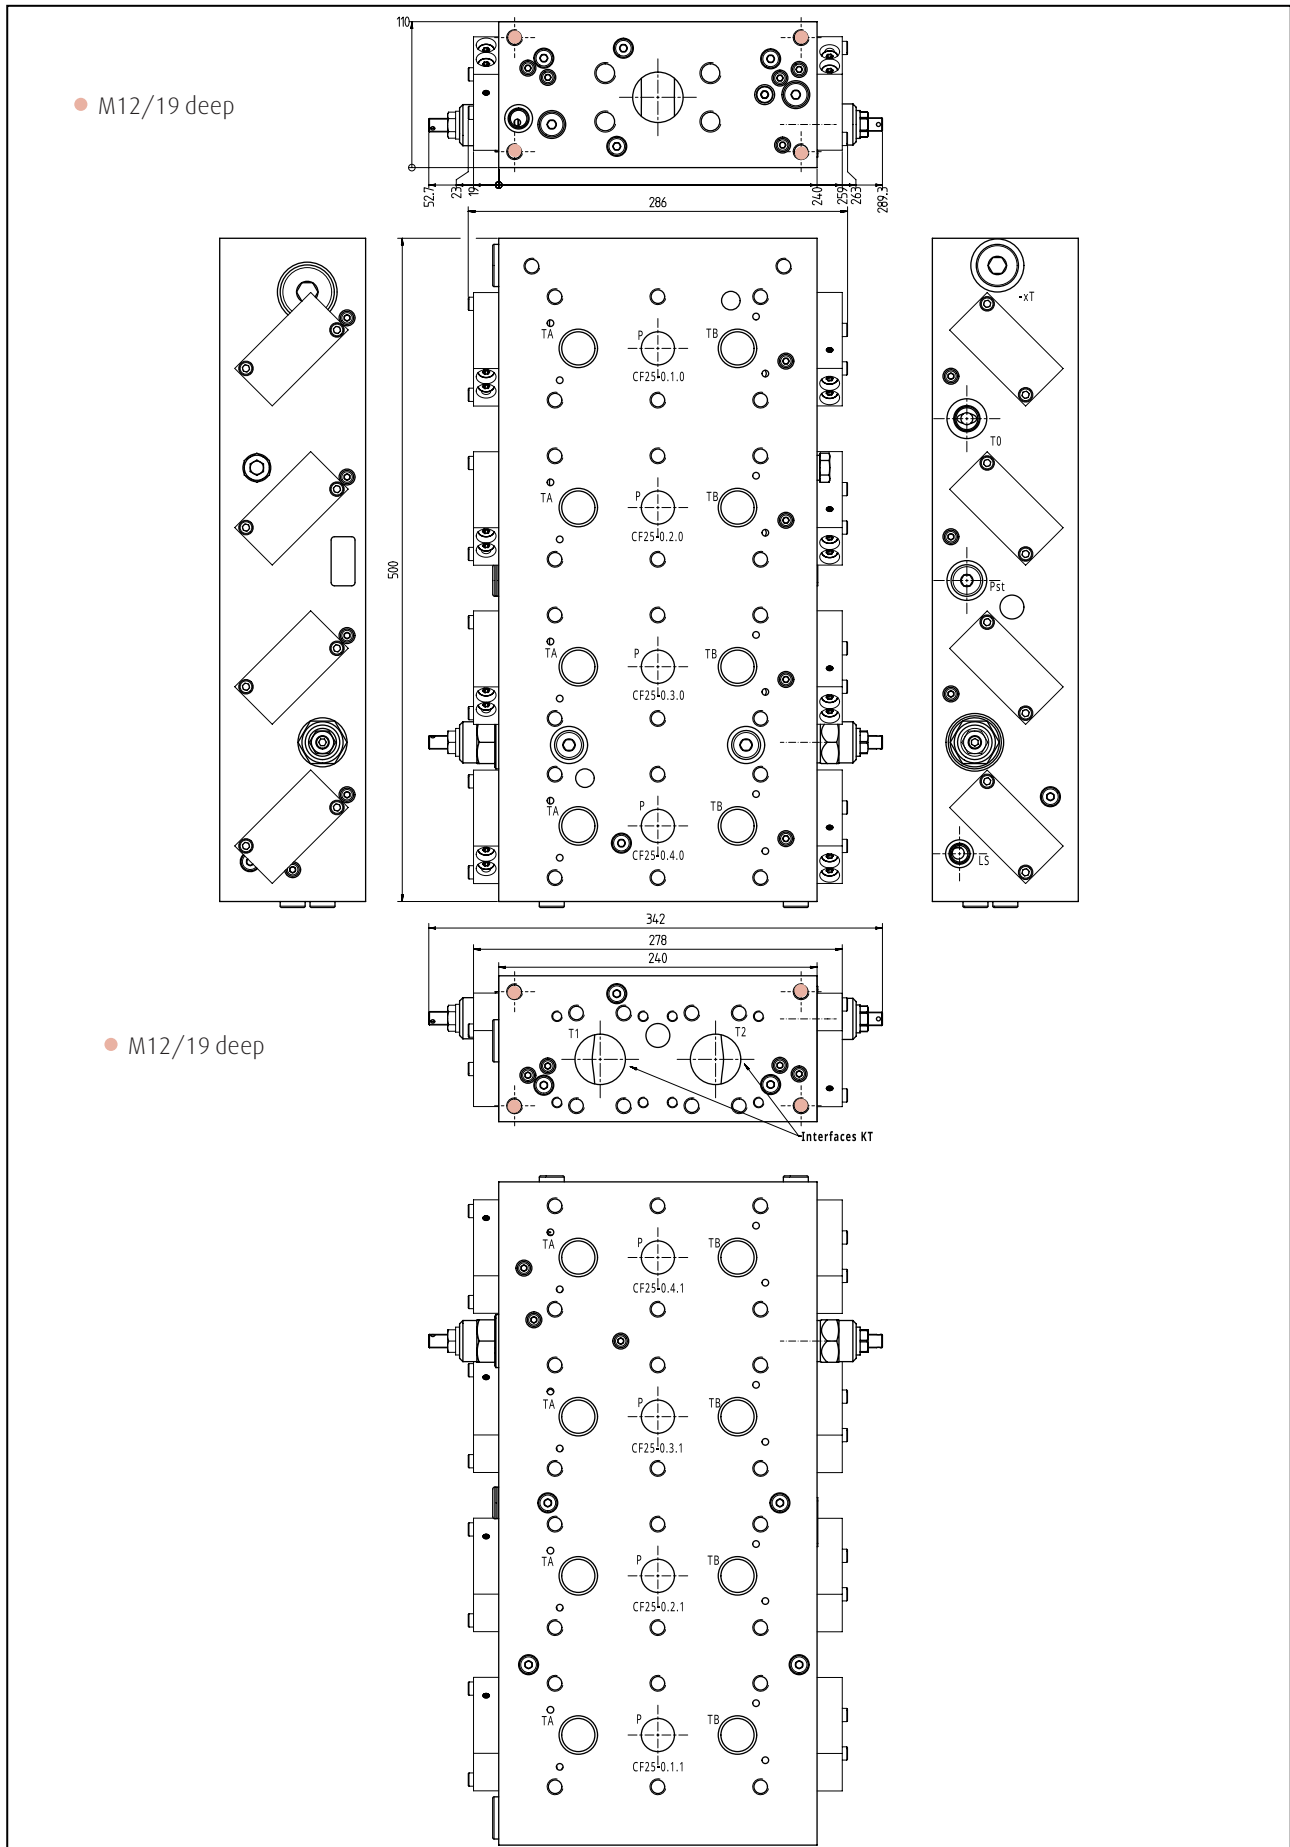 110
M12/19 deep
52.7
23
19
240
259
263
289.3
286
-xT
TA P TB
CF25-0.1.0
T0
TA P TB
CF25-0.2.0
500
Pst
TA P TB
CF25-0.3.0
TA P TB
CF25-0.4.0
LS
342
278
240
M12/19 deep
T1 T2
Interfaces KT
TA P TB
CF25-0.4.1
TA P TB
CF25-0.3.1
TA P TB
CF25-0.2.1
TA P TB
CF25-0.1.1